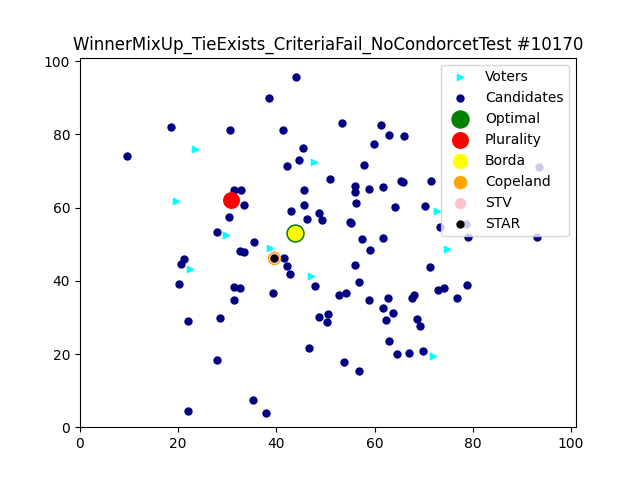 WinnerMixUp_TieExists_CriteriaFail_NoCondorcetTest #10170
100
80
60
40
20
0
0 20 40 60 80 100
Voters
Candidates
Optimal
Plurality
Borda
Copeland
STV
STAR